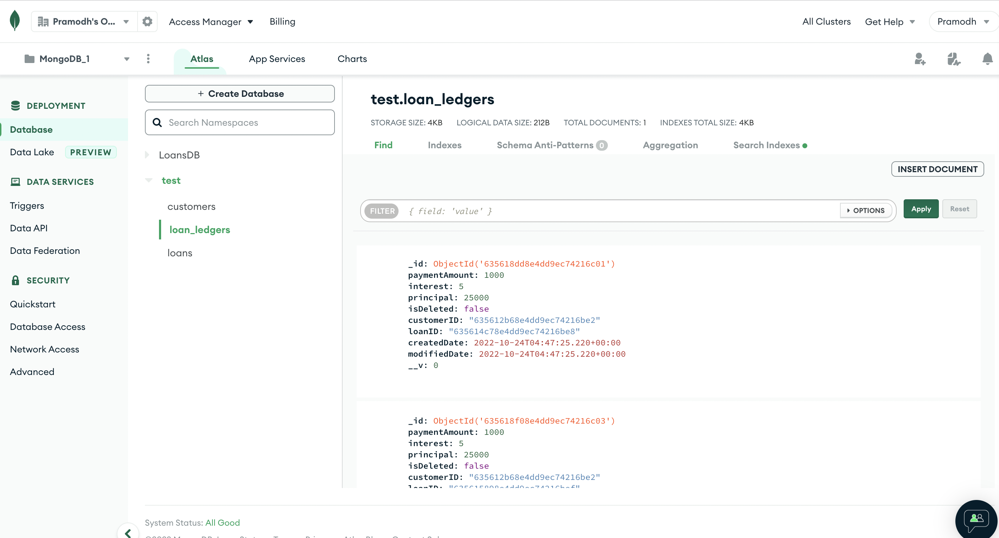 Pramodh's O... Access Manager Billing All Clusters Get Help Pramodh
MongoDB_1 Atlas App Services Charts
DEPLOYMENT
Database
Data Lake PREVIEW
DATA SERVICES
Triggers
Data API
Data Federation
SECURITY
Quickstart
Database Access
Network Access
Advanced
+ Create Database
Search Namespaces
LoansDB
test
customers
loan_ledgers
loans
test.loan_ledgers
STORAGE SIZE: 4KB LOGICAL DATA SIZE: 212B TOTAL DOCUMENTS: 1 INDEXES TOTAL SIZE: 4KB
Find Indexes Schema Anti-Patterns 0 Aggregation Search Indexes
INSERT DOCUMENT
FILTER { field: 'value' } OPTIONS Apply Reset
_id: ObjectId('635618dd8e4dd9ec74216c01')
paymentAmount: 1000
interest: 5
principal: 25000
isDeleted: false
customerID: "635612b68e4dd9ec74216be2"
loanID: "635614c78e4dd9ec74216be8"
createdDate: 2022-10-24T04:47:25.220+00:00
modifiedDate: 2022-10-24T04:47:25.220+00:00
__v: 0
_id: ObjectId('635618f08e4dd9ec74216c03')
paymentAmount: 1000
interest: 5
principal: 25000
isDeleted: false
customerID: "635612b68e4dd9ec74216be2"
loanID:
System Status: All Good